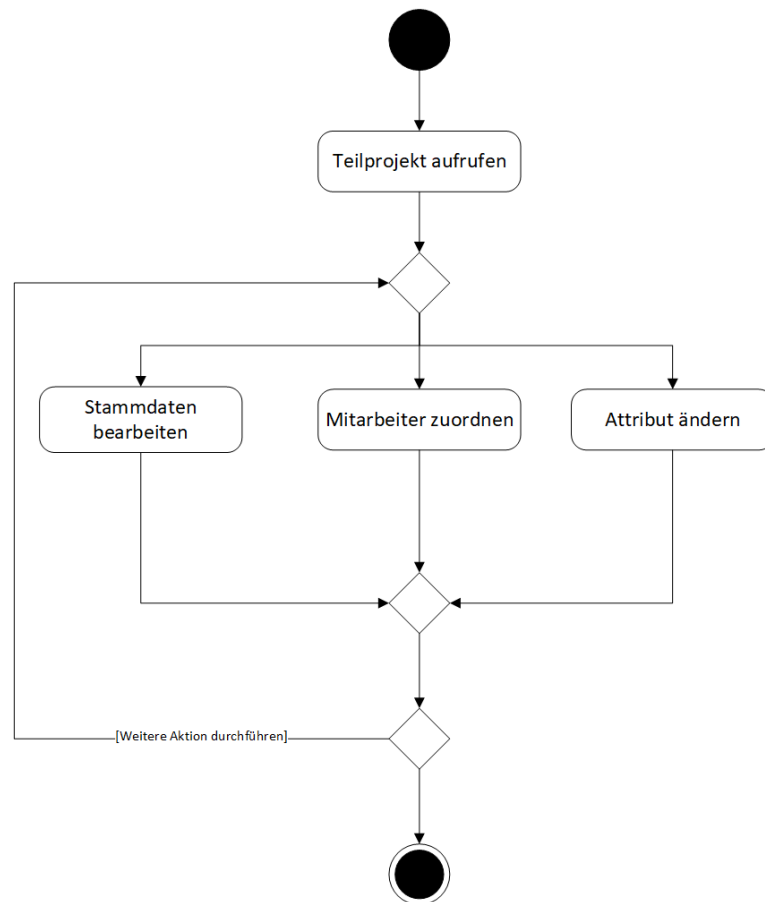 Teilprojekt aufrufen
Stammdaten
bearbeiten
Mitarbeiter zuordnen
Attribut ändern
[Weitere Aktion durchführen]